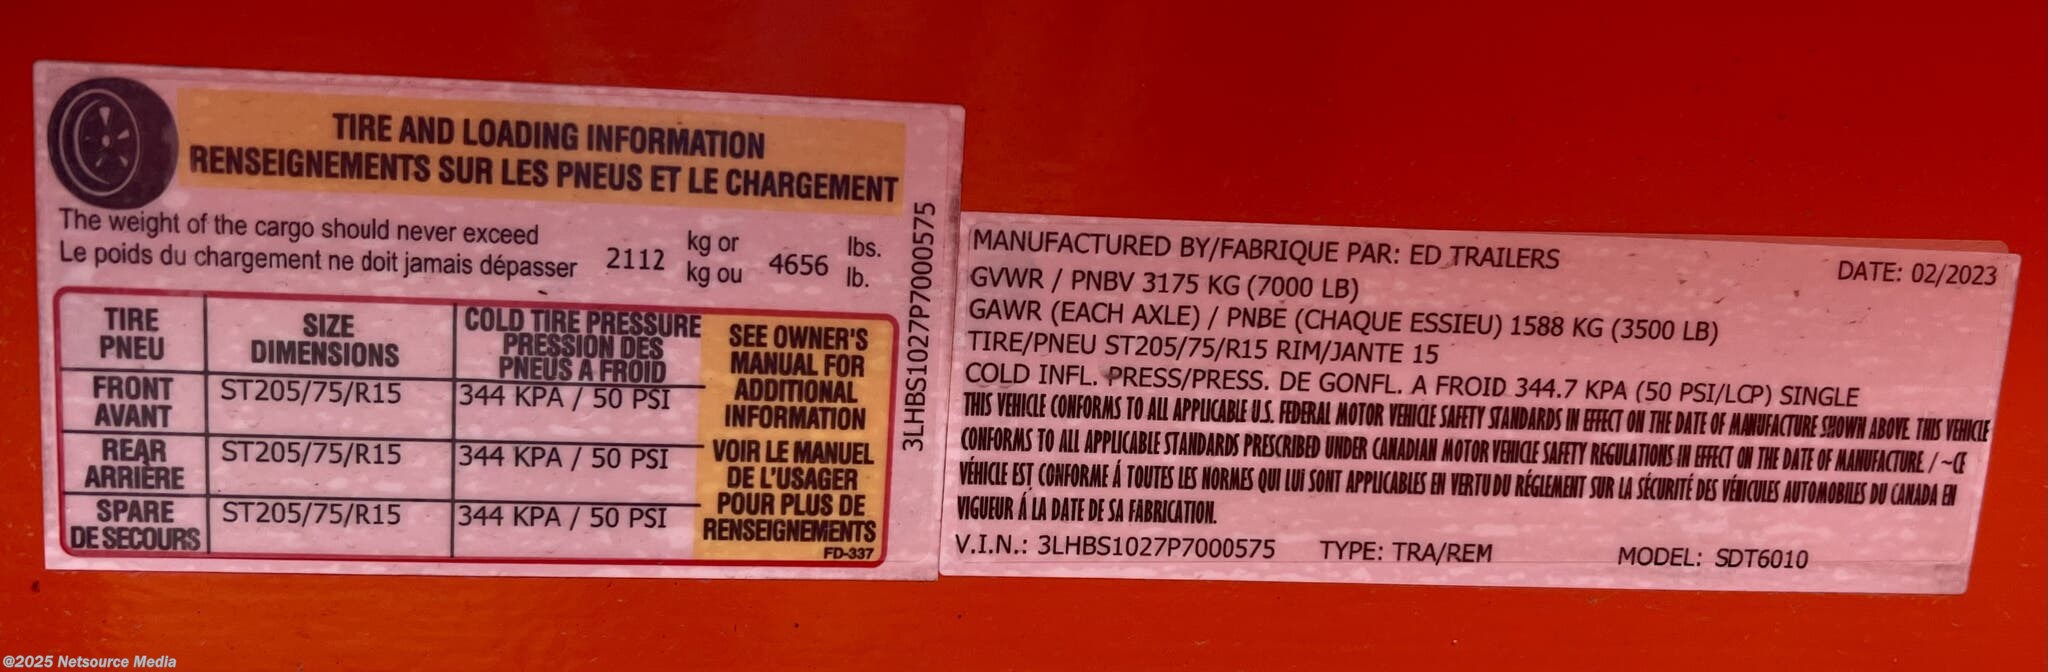 TIRE AND LOADING INFORMATION
RENSEIGNEMENTS SUR LES PNEUS ET LE CHARGEMENT
The weight of the cargo should never exceed
Le poids du chargement ne doit jamais dépasser
2112
kg or
kg ou
4656
lbs.
lb.
TIRE
PNEU
SIZE
DIMENSIONS
COLD TIRE PRESSURE
PRESSION DES
PNEUS A FROID
FRONT
AVANT
ST205/75/R15
344 KPA / 50 PSI
REAR
ARRIÈRE
ST205/75/R15
344 KPA / 50 PSI
SPARE
DE SECOURS
ST205/75/R15
344 KPA / 50 PSI
SEE OWNER'S
MANUAL FOR
ADDITIONAL
INFORMATION
VOIR LE MANUEL
DE L'USAGER
POUR PLUS DE
RENSEIGNEMENTS
FD-337
3LHBS1027P7000575
MANUFACTURED BY/FABRIQUE PAR: ED TRAILERS
DATE: 02/2023
GVWR / PNBV 3175 KG (7000 LB)
GAWR (EACH AXLE) / PNBE (CHAQUE ESSIEU) 1588 KG (3500 LB)
TIRE/PNEU ST205/75/R15 RIM/JANTE 15
COLD INFL. PRESS/PRESS. DE GONFL. A FROID 344.7 KPA (50 PSI/LCP) SINGLE
THIS VEHICLE CONFORMS TO ALL APPLICABLE U.S. FEDERAL MOTOR VEHICLE SAFETY STANDARDS IN EFFECT ON THE DATE OF MANUFACTURE SHOWN ABOVE. THIS VEHICLE
CONFORMS TO ALL APPLICABLE STANDARDS PRESCRIBED UNDER CANADIAN MOTOR VEHICLE SAFETY REGULATIONS IN EFFECT ON THE DATE OF MANUFACTURE. / ~CE
VÉHICLE EST CONFORME Á TOUTES LES NORMES QUI LUI SONT APPLICABLES EN VERTU DU RÉGLEMENT SUR LA SÉCURITÉ DES VÉHICULES AUTOMOBILES DU CANADA EN
VIGUEUR Á LA DATE DE SA FABRICATION.
V.I.N.: 3LHBS1027P7000575
TYPE: TRA/REM
MODEL: SDT6010
©2025 Netsource Media